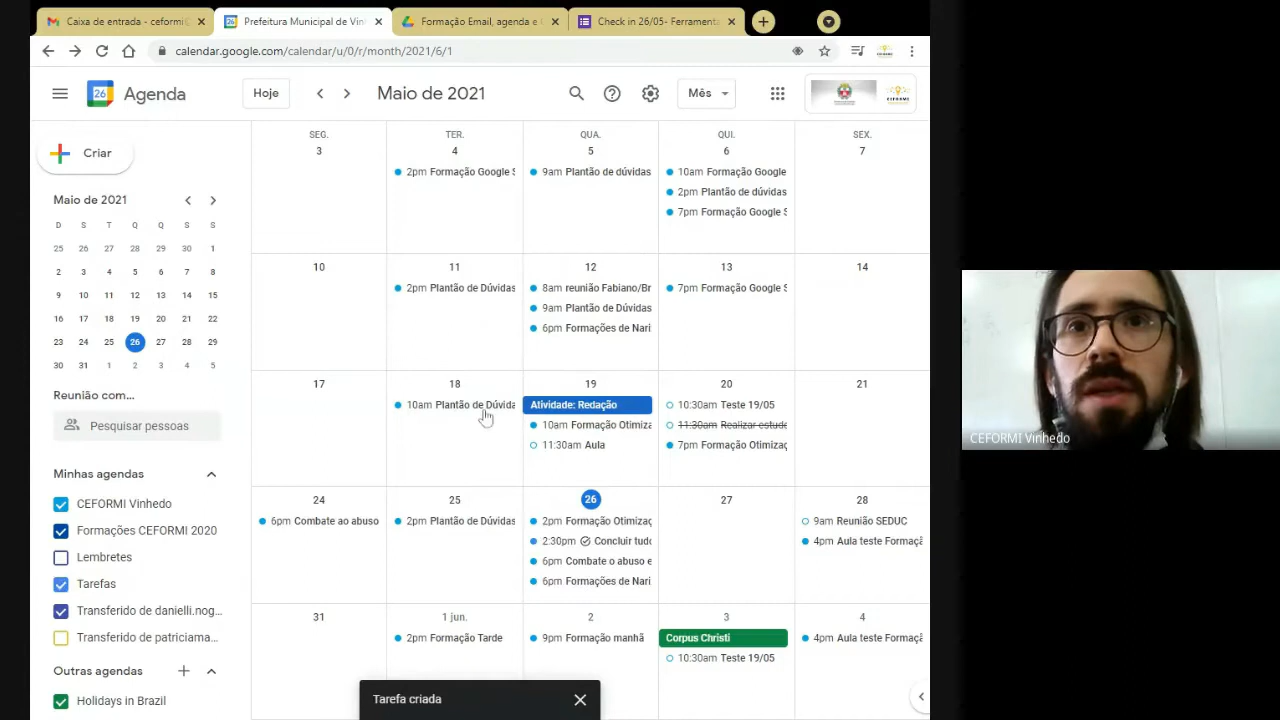 Caixa de entrada - ceformi
Prefeitura Municipal de Vin
Formação Email, agenda e
Check in 26/05- Ferramenta
calendar.google.com/calendar/u/0/r/month/2021/6/1
26 Agenda
Hoje
Maio de 2021
Mês
CEFORMI
Criar
Maio de 2021
D S T Q Q S S
25 26 27 28 29 30 1
2 3 4 5 6 7 8
9 10 11 12 13 14 15
16 17 18 19 20 21 22
23 24 25 26 27 28 29
30 31 1 2 3 4 5
Reunião com...
Pesquisar pessoas
Minhas agendas
CEFORMI Vinhedo
Formações CEFORMI 2020
Lembretes
Tarefas
Transferido de danielli.nog...
Transferido de patriciama...
Outras agendas
Holidays in Brazil
SEG. TER. QUA. QUI. SEX.
3 4 5 6 7
2pm Formação Google S
9am Plantão de dúvidas
10am Formação Google
2pm Plantão de dúvidas
7pm Formação Google S
10 11 12 13 14
2pm Plantão de Dúvidas
8am reunião Fabiano/Br
9am Plantão de Dúvidas
6pm Formações de Nari
7pm Formação Google S
17 18 19 20 21
10am Plantão de Dúvida
Atividade: Redação
10am Formação Otimiza
11:30am Aula
10:30am Teste 19/05
11:30am Realizar estudo
7pm Formação Otimizaç
24 25 26 27 28
6pm Combate ao abuso
2pm Plantão de Dúvidas
2pm Formação Otimizaç
2:30pm Concluir tudo
6pm Combate o abuso e
6pm Formações de Nari
9am Reunião SEDUC
4pm Aula teste Formaçã
31 1 jun. 2 3 4
2pm Formação Tarde
9pm Formação manhã
Corpus Christi
10:30am Teste 19/05
4pm Aula teste Formaçã
Tarefa criada
CEFORMI Vinhedo